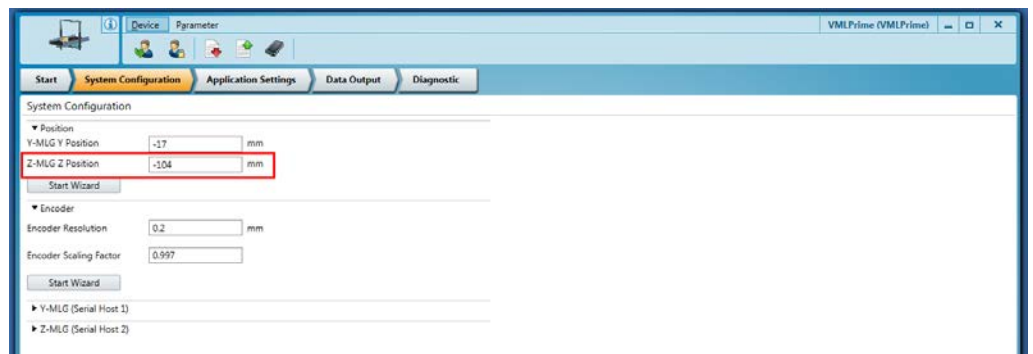 Device Parameter VMLPrime (VMLPrime)
Start System Configuration Application Settings Data Output Diagnostic
System Configuration
Position
Y-MLG Y Position -17 mm
Z-MLG Z Position -104 mm
Start Wizard
Encoder
Encoder Resolution 0.2 mm
Encoder Scaling Factor 0.997
Start Wizard
Y-MLG (Serial Host 1)
Z-MLG (Serial Host 2)